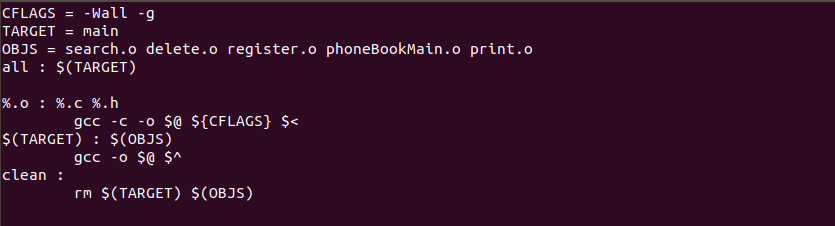 CFLAGS = -Wall -g
TARGET = main
OBJS = search.o delete.o register.o phoneBookMain.o print.o
all : $(TARGET)

%.o : %.c %.h
        gcc -c -o $@ ${CFLAGS} $<
$(TARGET) : $(OBJS)
        gcc -o $@ $^
clean :
        rm $(TARGET) $(OBJS)